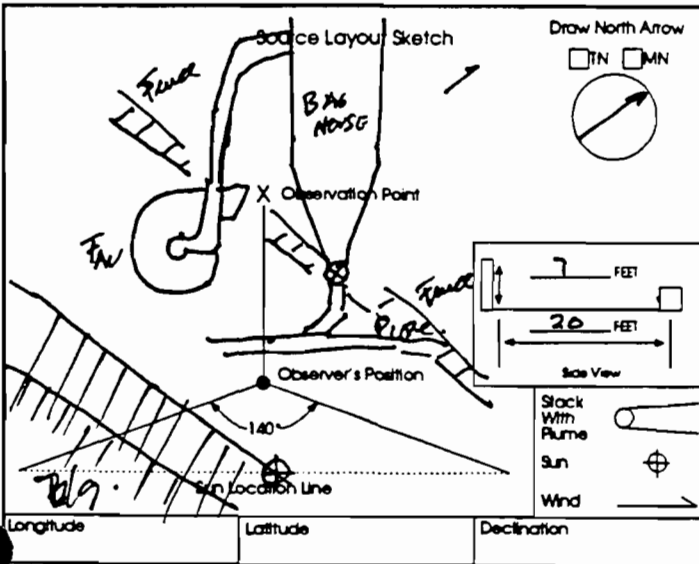 Source Layout Sketch
Draw North Arrow
TN MN
Fence
BAG
HOUSE
X Observation Point
FAN
Fence
7 FEET
PIPE
20 FEET
Side View
Observer's Position
140°
Stack
With
Plume
Sun
Wind
Sun Location Line
Blg.
Longitude
Latitude
Declination